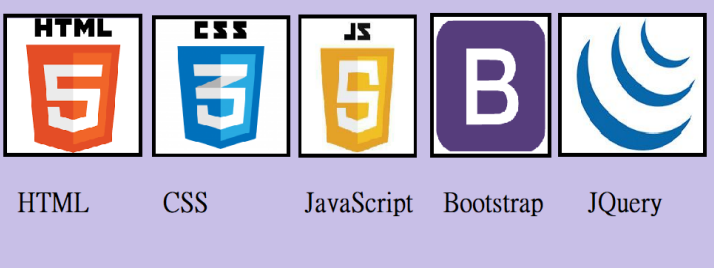 HTML CSS JS
5 3 5 B
HTML CSS JavaScript Bootstrap JQuery